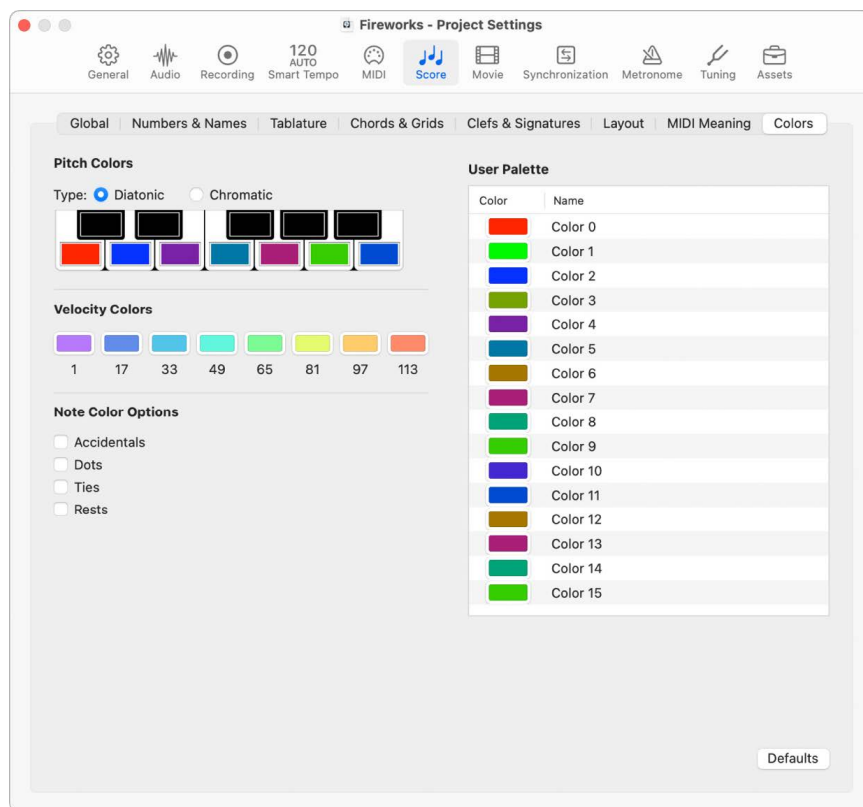 Fireworks - Project Settings
General
Audio
Recording
120
AUTO
Smart Tempo
MIDI
Score
Movie
Synchronization
Metronome
Tuning
Assets
Global
Numbers & Names
Tablature
Chords & Grids
Clefs & Signatures
Layout
MIDI Meaning
Colors
Pitch Colors
Type: Diatonic Chromatic
Velocity Colors
1 17 33 49 65 81 97 113
Note Color Options
Accidentals
Dots
Ties
Rests
User Palette
Color Name
Color 0
Color 1
Color 2
Color 3
Color 4
Color 5
Color 6
Color 7
Color 8
Color 9
Color 10
Color 11
Color 12
Color 13
Color 14
Color 15
Defaults